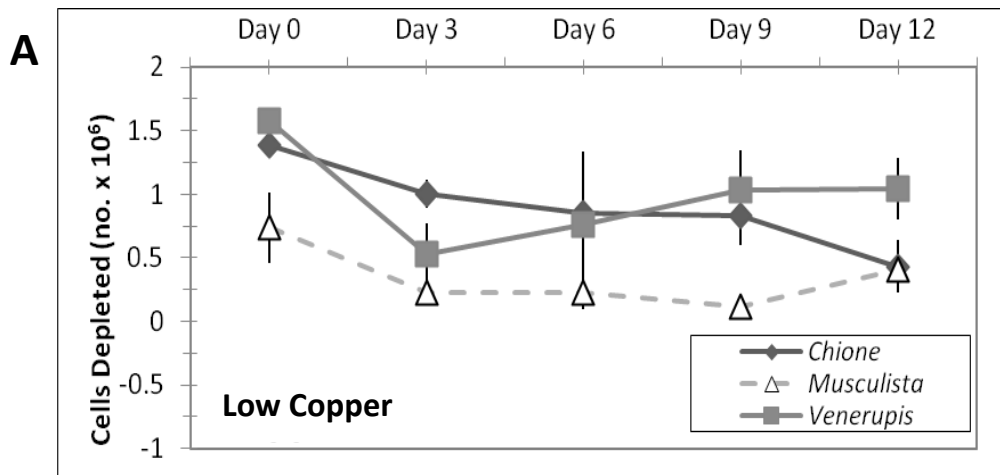 A
Day 0 Day 3 Day 6 Day 9 Day 12
Cells Depleted (no. x 10⁶)
2
1.5
1
0.5
0
-0.5
-1
Low Copper
Chione
Musculista
Venerupis